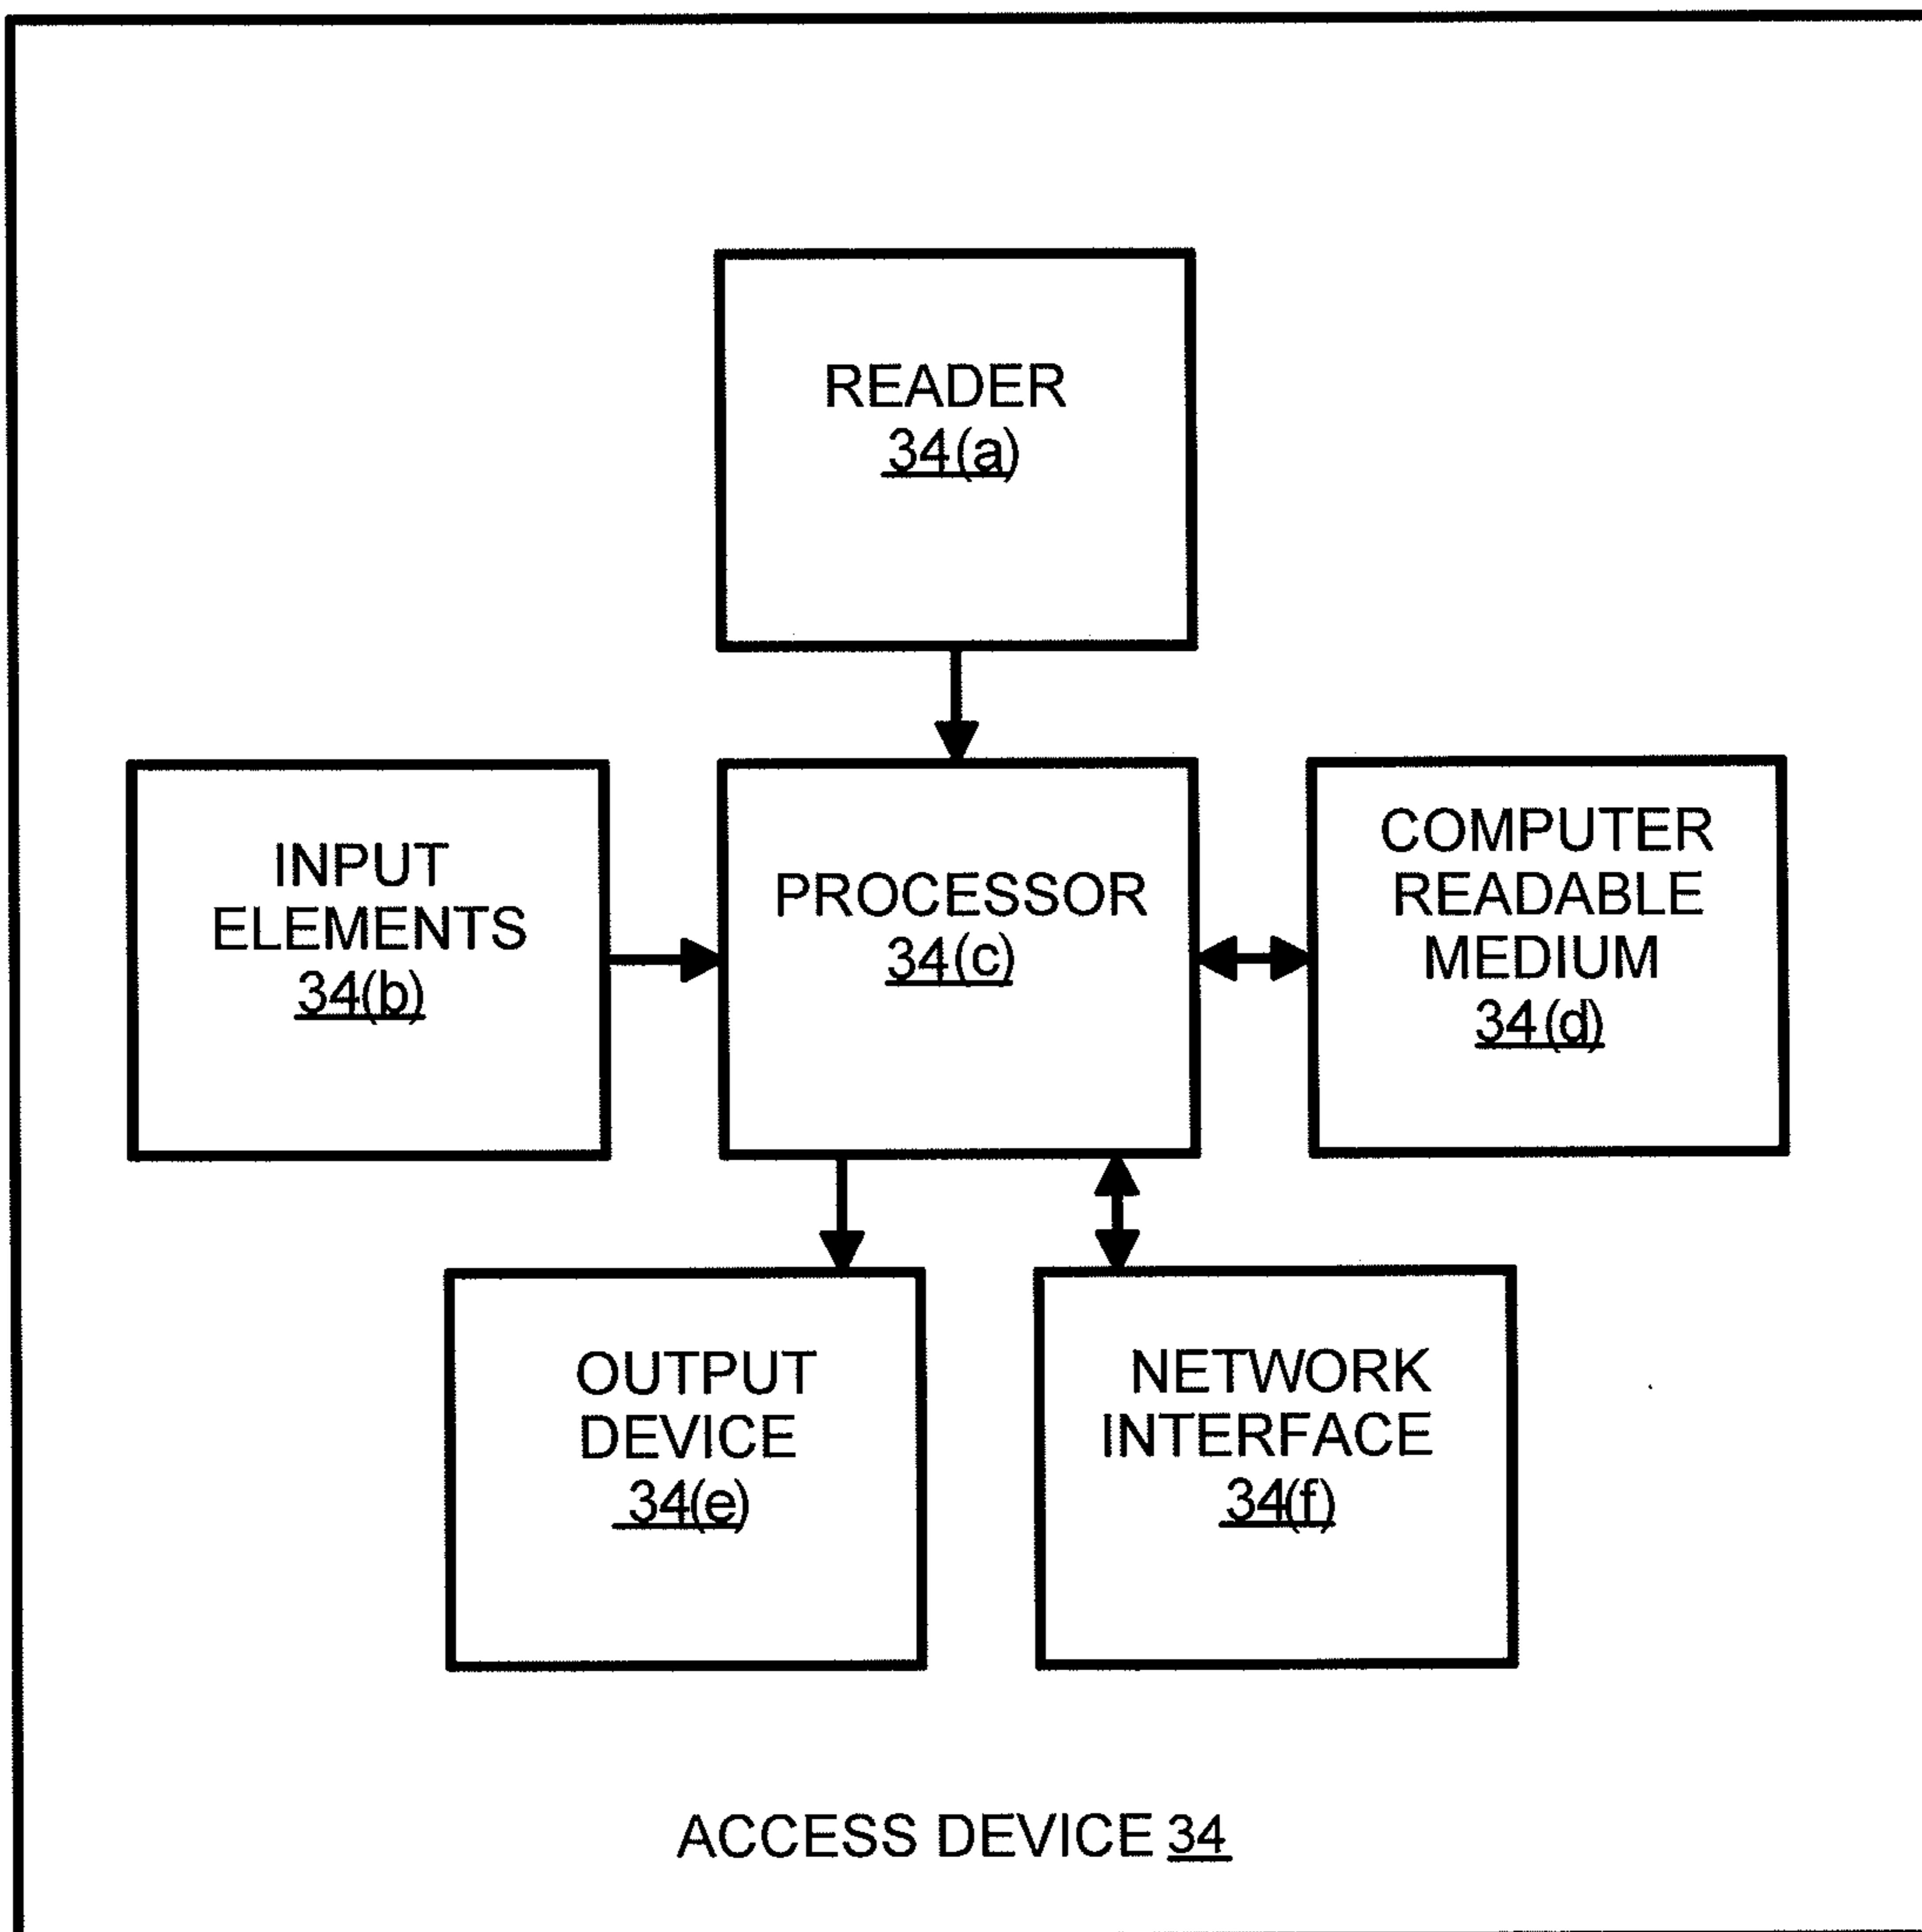 READER
34(a)
INPUT
ELEMENTS
34(b)
PROCESSOR
34(c)
COMPUTER
READABLE
MEDIUM
34(d)
OUTPUT
DEVICE
34(e)
NETWORK
INTERFACE
34(f)
ACCESS DEVICE 34